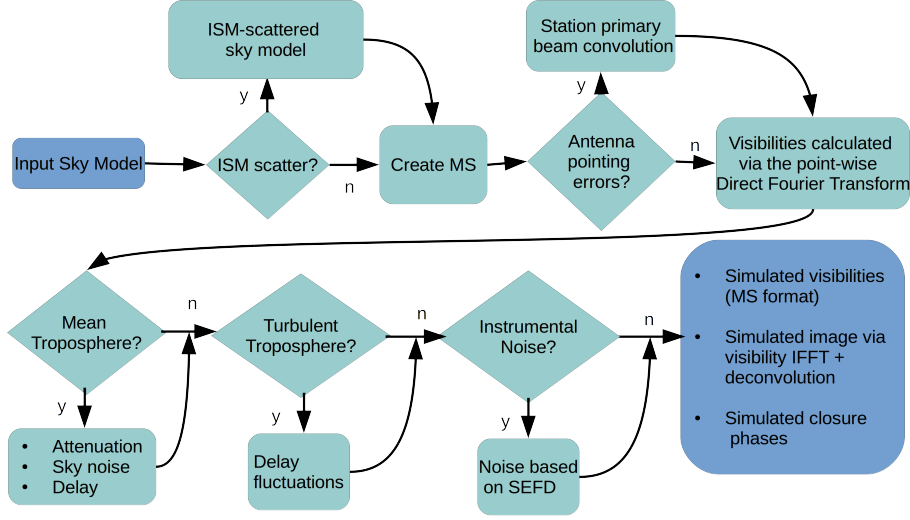 ISM-scattered
sky model
Station primary
beam convolution
y
y
Input Sky Model
ISM scatter?
n
Create MS
Antenna
pointing
errors?
n
Visibilities calculated
via the point-wise
Direct Fourier Transform
Mean
Troposphere?
n
y
• Attenuation
• Sky noise
• Delay
Turbulent
Troposphere?
n
y
Delay
fluctuations
Instrumental
Noise?
n
y
Noise based
on SEFD
• Simulated visibilities
(MS format)
• Simulated image via
visibility IFFT +
deconvolution
• Simulated closure
phases